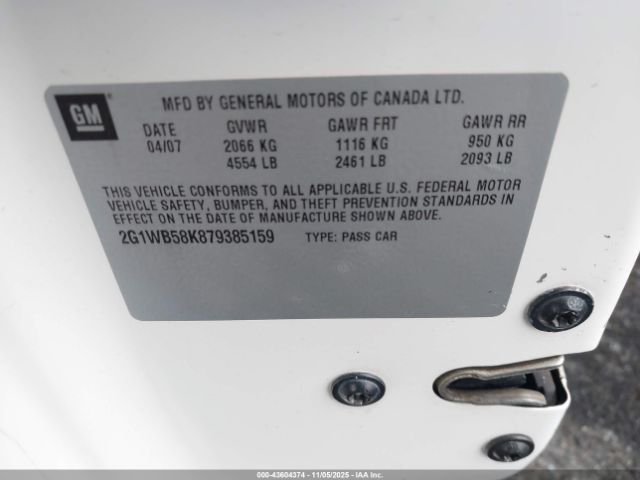 GM
MFD BY GENERAL MOTORS OF CANADA LTD.
DATE GVWR GAWR FRT GAWR RR
04/07 2066 KG 1116 KG 950 KG
4554 LB 2461 LB 2093 LB
THIS VEHICLE CONFORMS TO ALL APPLICABLE U.S. FEDERAL MOTOR
VEHICLE SAFETY, BUMPER, AND THEFT PREVENTION STANDARDS IN
EFFECT ON THE DATE OF MANUFACTURE SHOWN ABOVE.
2G1WB58K879385159 TYPE: PASS CAR
000-43604374 | 11/05/2025 | IAA Inc.